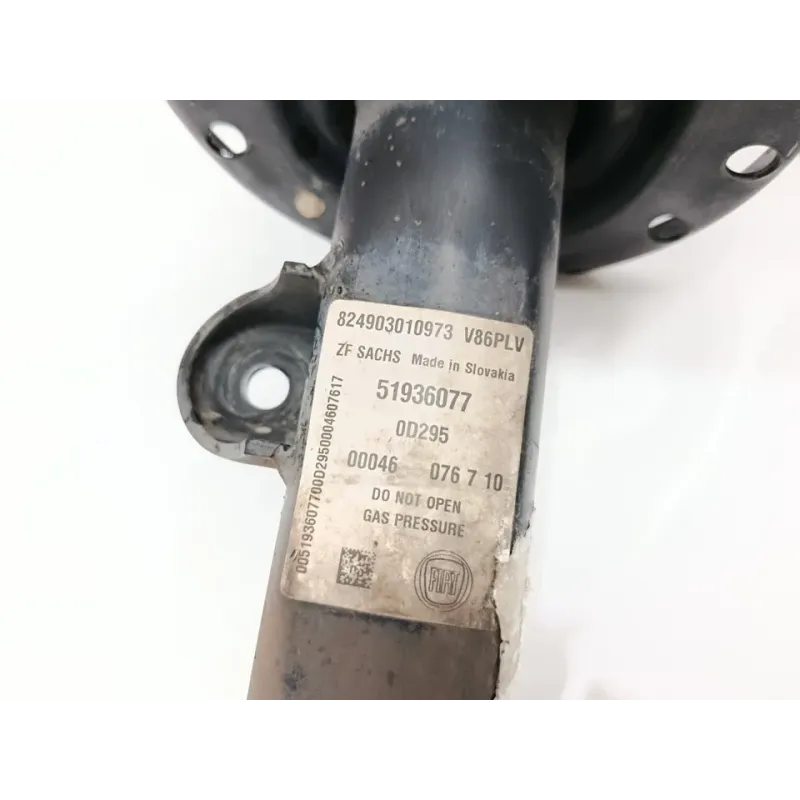 824903010973 V86PLV
ZF SACHS Made in Slovakia
51936077
0D295
00046 076 7 10
DO NOT OPEN
GAS PRESSURE
FIAT
005193607700D2950004607617